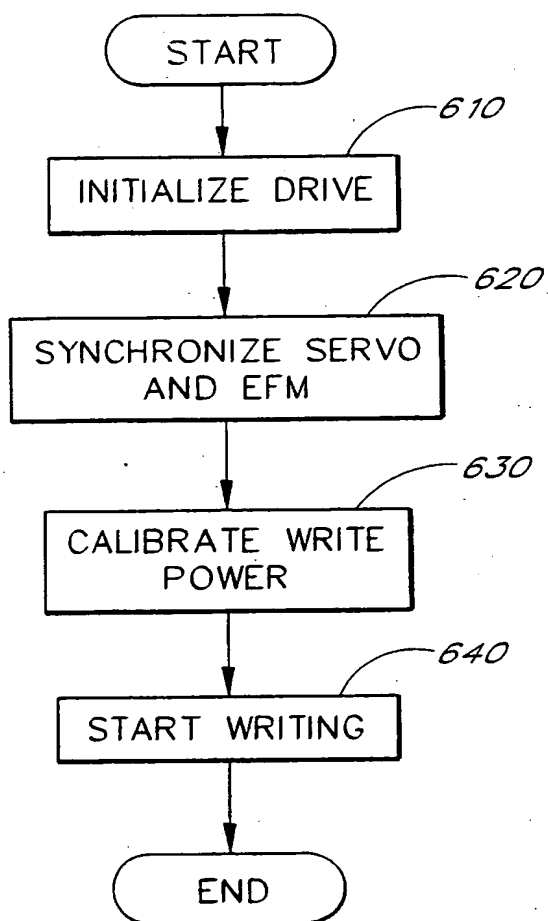 START
610
INITIALIZE DRIVE
620
SYNCHRONIZE SERVO
AND EFM
630
CALIBRATE WRITE
POWER
640
START WRITING
END